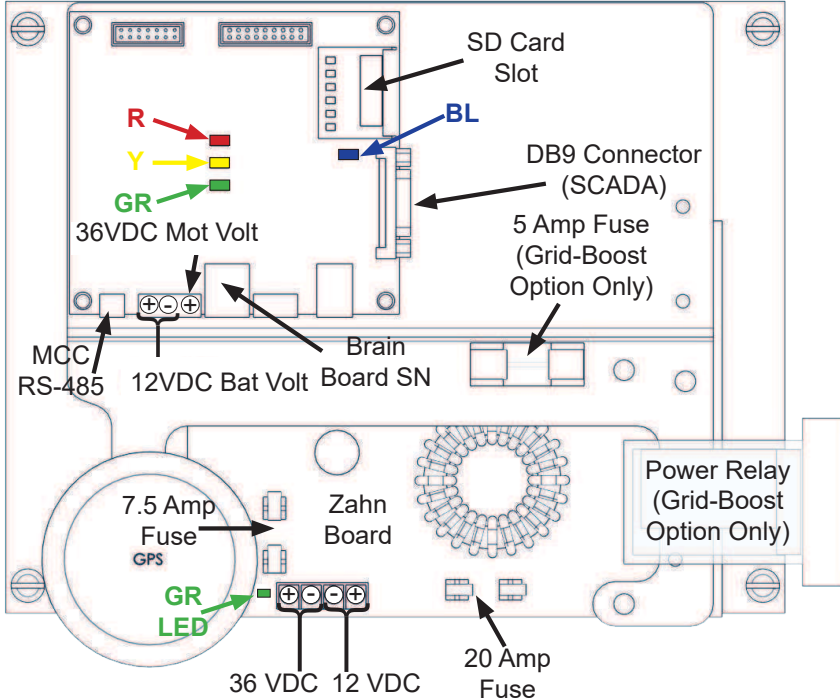 SD Card
Slot
R
BL
Y
DB9 Connector
(SCADA)
GR
36VDC Mot Volt
5 Amp Fuse
(Grid-Boost
Option Only)
MCC
RS-485
12VDC Bat Volt
Brain
Board SN
7.5 Amp
Fuse
Zahn
Board
Power Relay
(Grid-Boost
Option Only)
GPS
GR
LED
36 VDC
12 VDC
20 Amp
Fuse